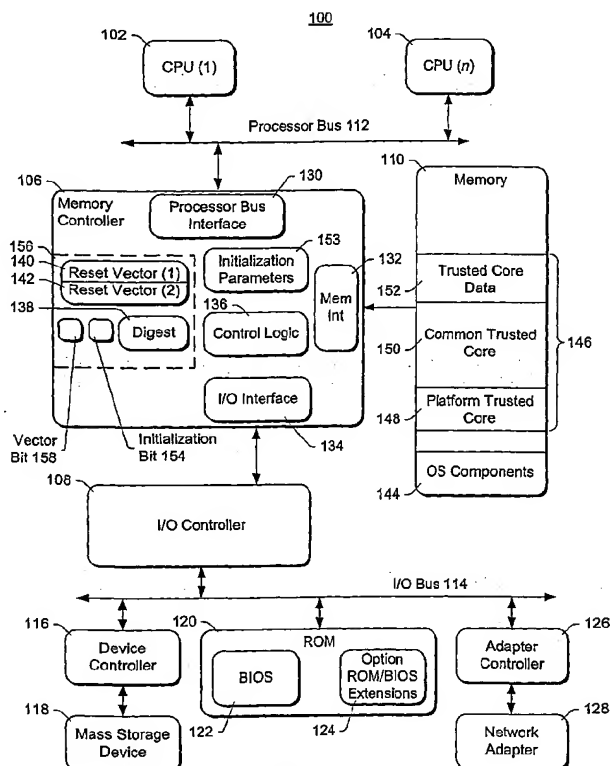 100
102
CPU (1)
104
CPU (n)
Processor Bus 112
106
Memory Controller
130
Processor Bus Interface
156
140
Reset Vector (1)
142
Reset Vector (2)
138
Digest
153
Initialization Parameters
136
Control Logic
132
Mem Int
I/O Interface
134
Vector Bit 158
Initialization Bit 154
110
Memory
Trusted Core Data
152
Common Trusted Core
150
146
Platform Trusted Core
148
OS Components
144
108
I/O Controller
I/O Bus 114
116
Device Controller
118
Mass Storage Device
120
ROM
BIOS
122
Option ROM/BIOS Extensions
124
126
Adapter Controller
128
Network Adapter